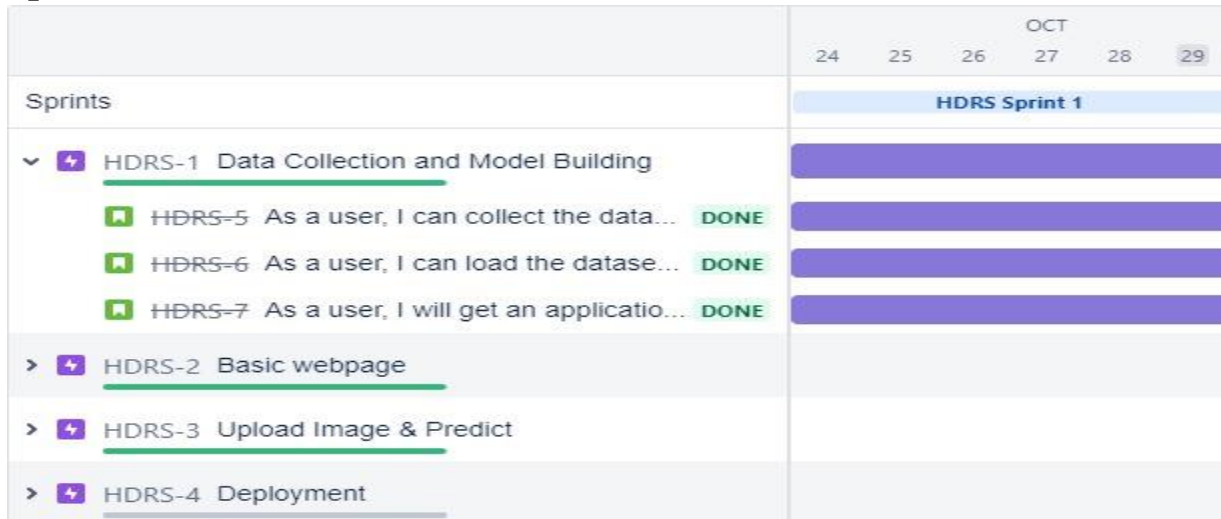 OCT
24 25 26 27 28 29
Sprints HDRS Sprint 1
HDRS-1 Data Collection and Model Building
HDRS-5 As a user, I can collect the data... DONE
HDRS-6 As a user, I can load the datase... DONE
HDRS-7 As a user, I will get an applicatio... DONE
HDRS-2 Basic webpage
HDRS-3 Upload Image & Predict
HDRS-4 Deployment